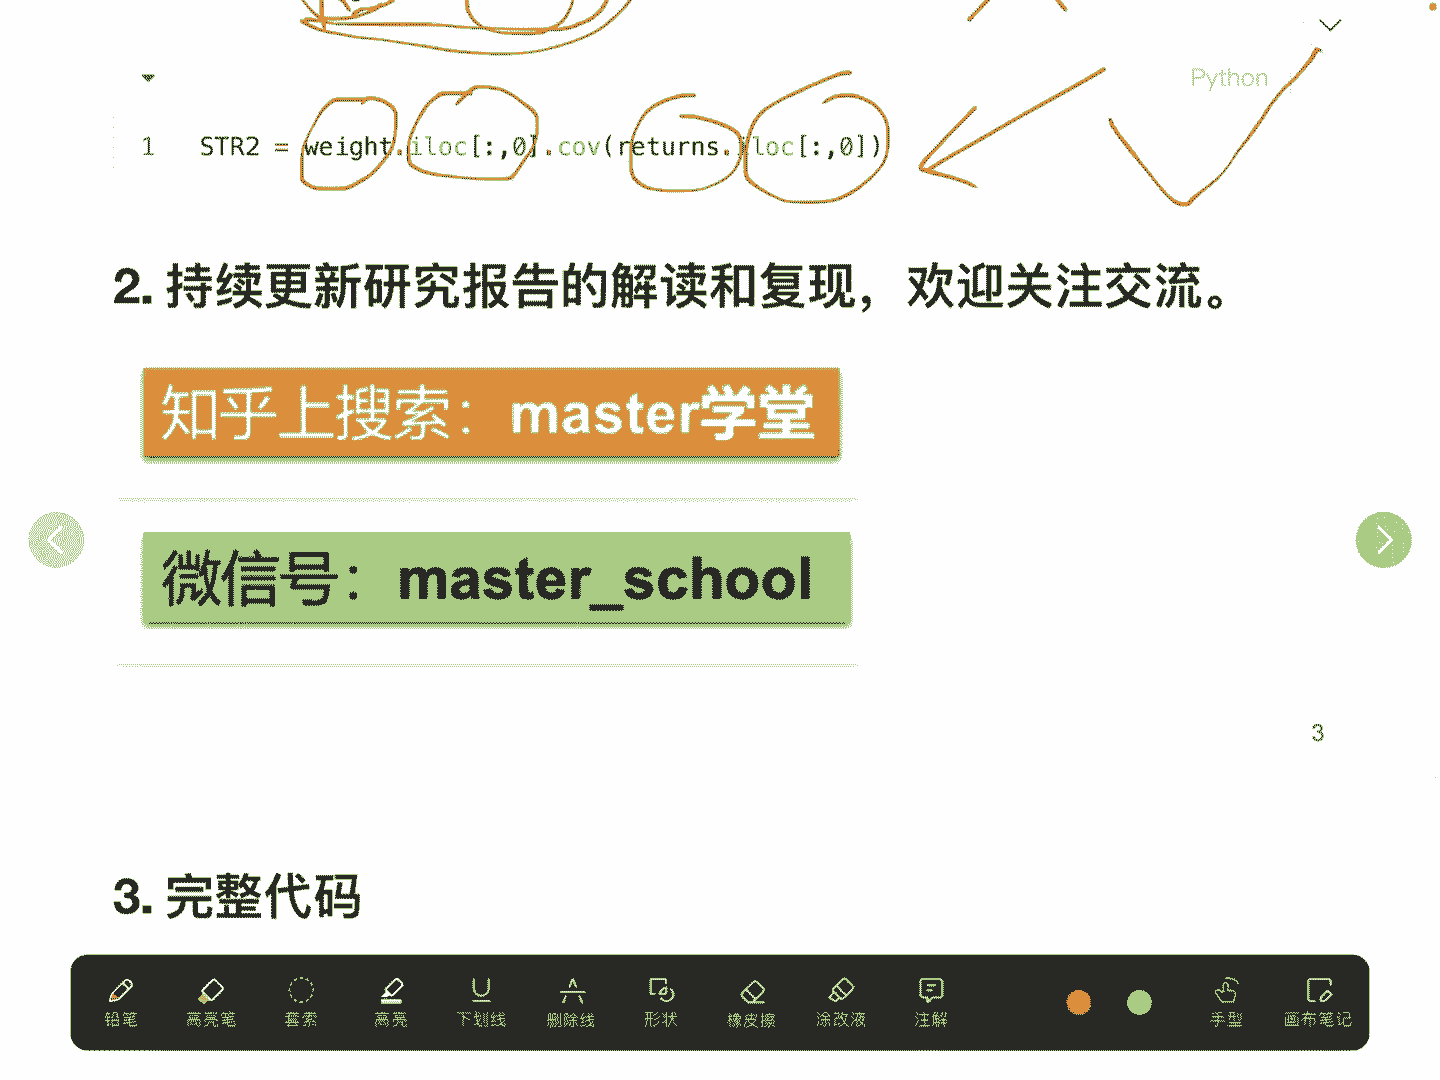 Python
1 STR2 = weight.iloc[:,0].cov(returns.iloc[:,0])
2. 持续更新研究报告的解读和复现，欢迎关注交流。
知乎上搜索：master学堂
微信号：master_school
3
3. 完整代码
铅笔 高亮笔 套索 高亮 下划线 删除线 形状 橡皮擦 涂改液 注解 手型 画布笔记